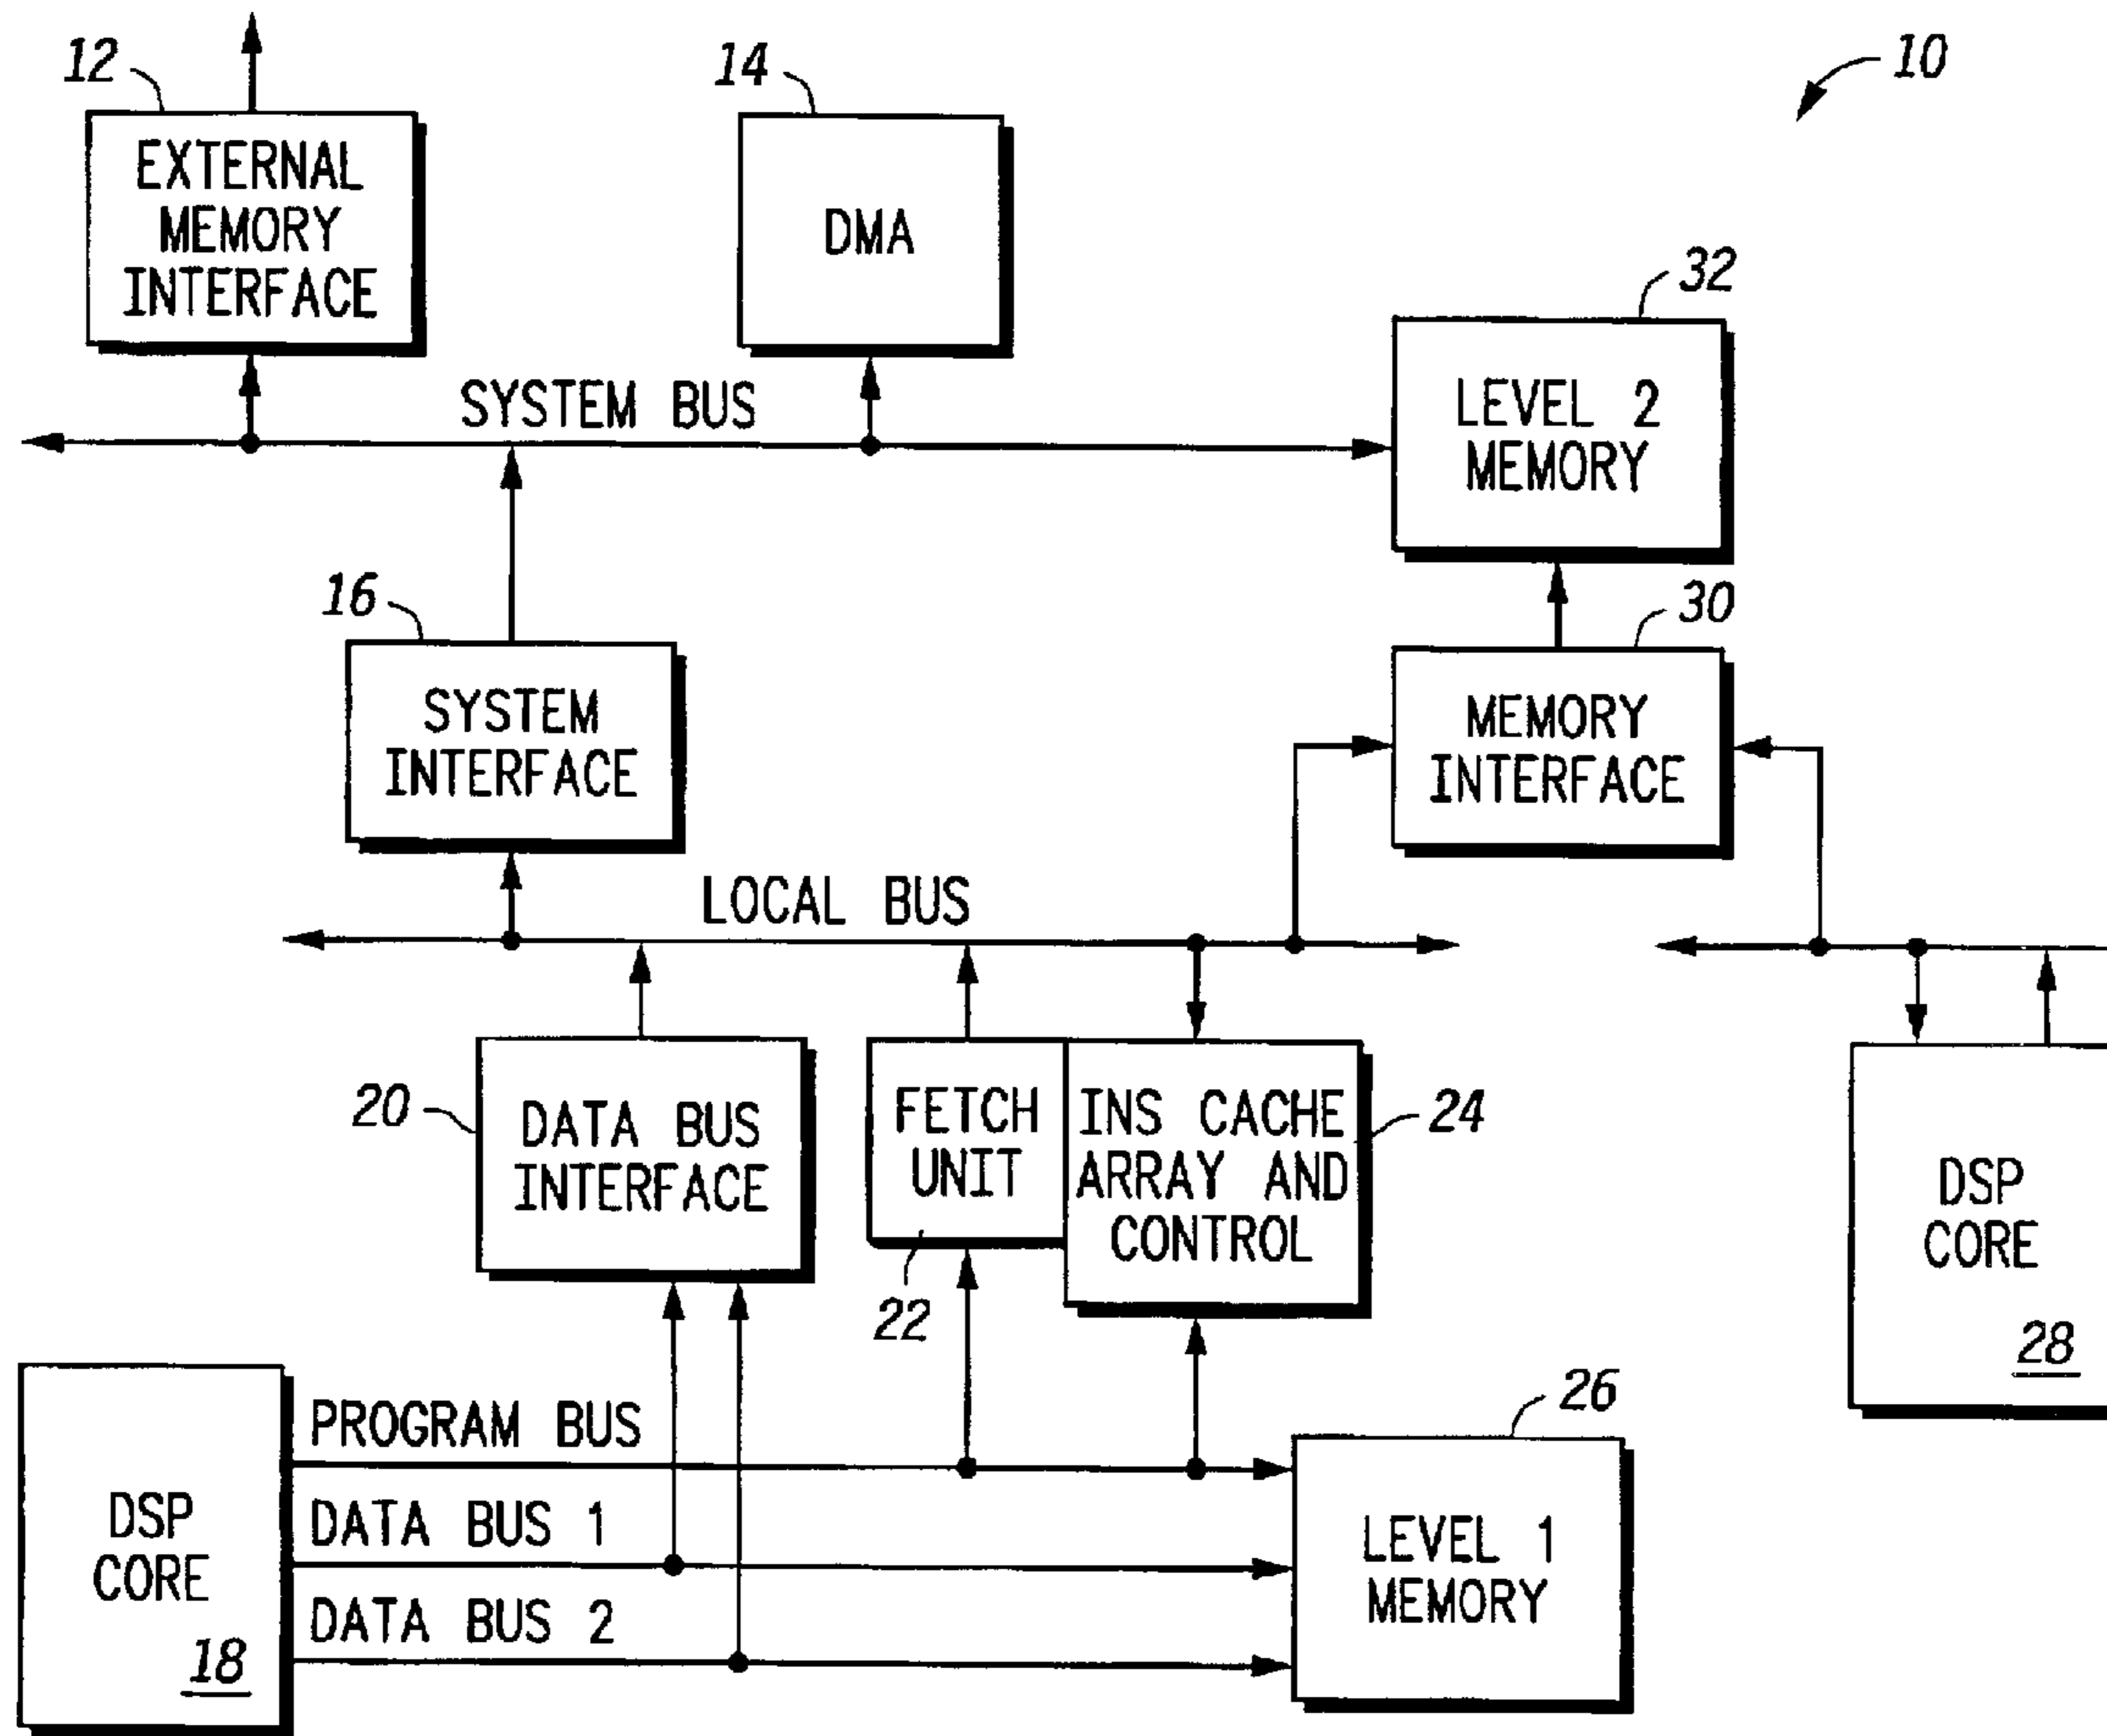 12
14
10
EXTERNAL
MEMORY
INTERFACE
DMA
32
SYSTEM BUS
LEVEL 2
MEMORY
16
30
SYSTEM
INTERFACE
MEMORY
INTERFACE
LOCAL BUS
20
DATA BUS
INTERFACE
FETCH
UNIT
22
INS CACHE
ARRAY AND
CONTROL
24
DSP
CORE
28
DSP
CORE
18
PROGRAM BUS
DATA BUS 1
DATA BUS 2
26
LEVEL 1
MEMORY